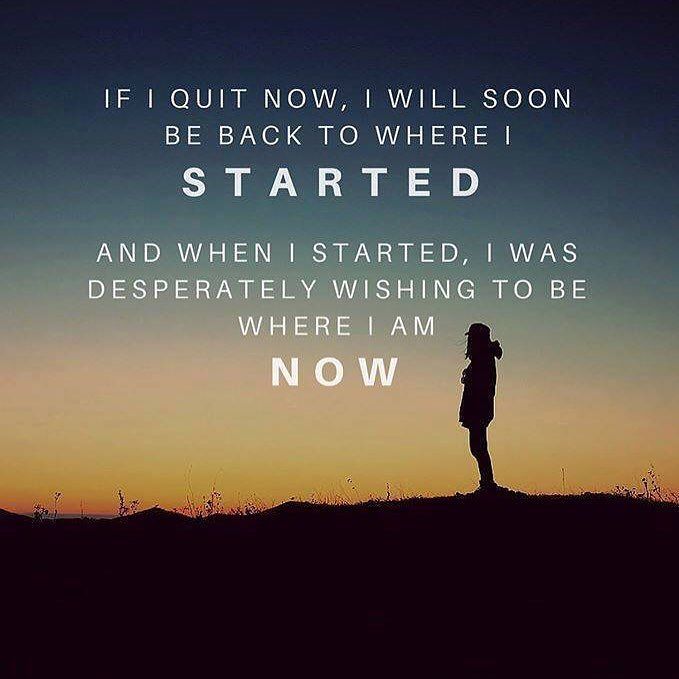 IF I QUIT NOW, I WILL SOON
BE BACK TO WHERE I
STARTED
AND WHEN I STARTED, I WAS
DESPERATELY WISHING TO BE
WHERE I AM
NOW